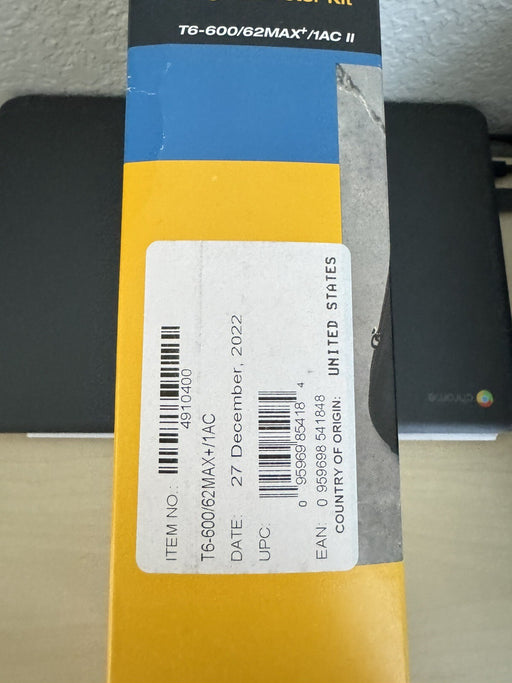 Kit
T6-600/62MAX+/1AC II
ITEM NO.:
4910400
T6-600/62MAX+/1AC
DATE: 27 December, 2022
UPC:
0 95969 85418 4
EAN: 0 959698 541848
COUNTRY OF ORIGIN: UNITED STATES
chrome